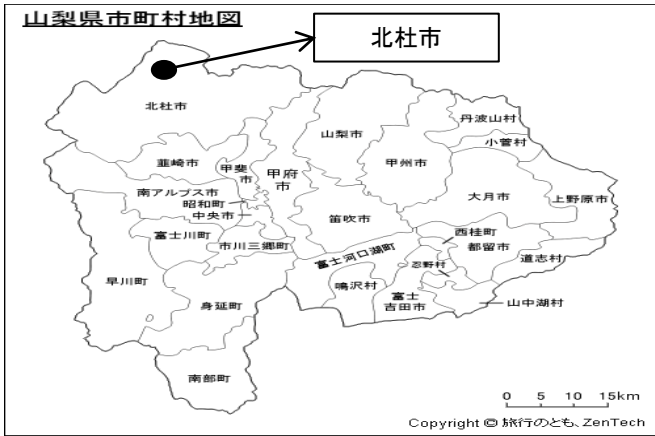 山梨県市町村地図
北杜市
北杜市
丹波山村
小菅村
山梨市
甲州市
韮崎市
甲斐
市
甲府
市
大月市
上野原市
南アルプス市
昭和町
中央市
笛吹市
富士川町
市川三郷町
西桂町
都留市
富士河口湖町
忍野村
道志村
早川町
鳴沢村
富士
吉田市
山中湖村
身延町
南部町
0 5 10 15km
Copyright © 旅行のとも、ZenTech